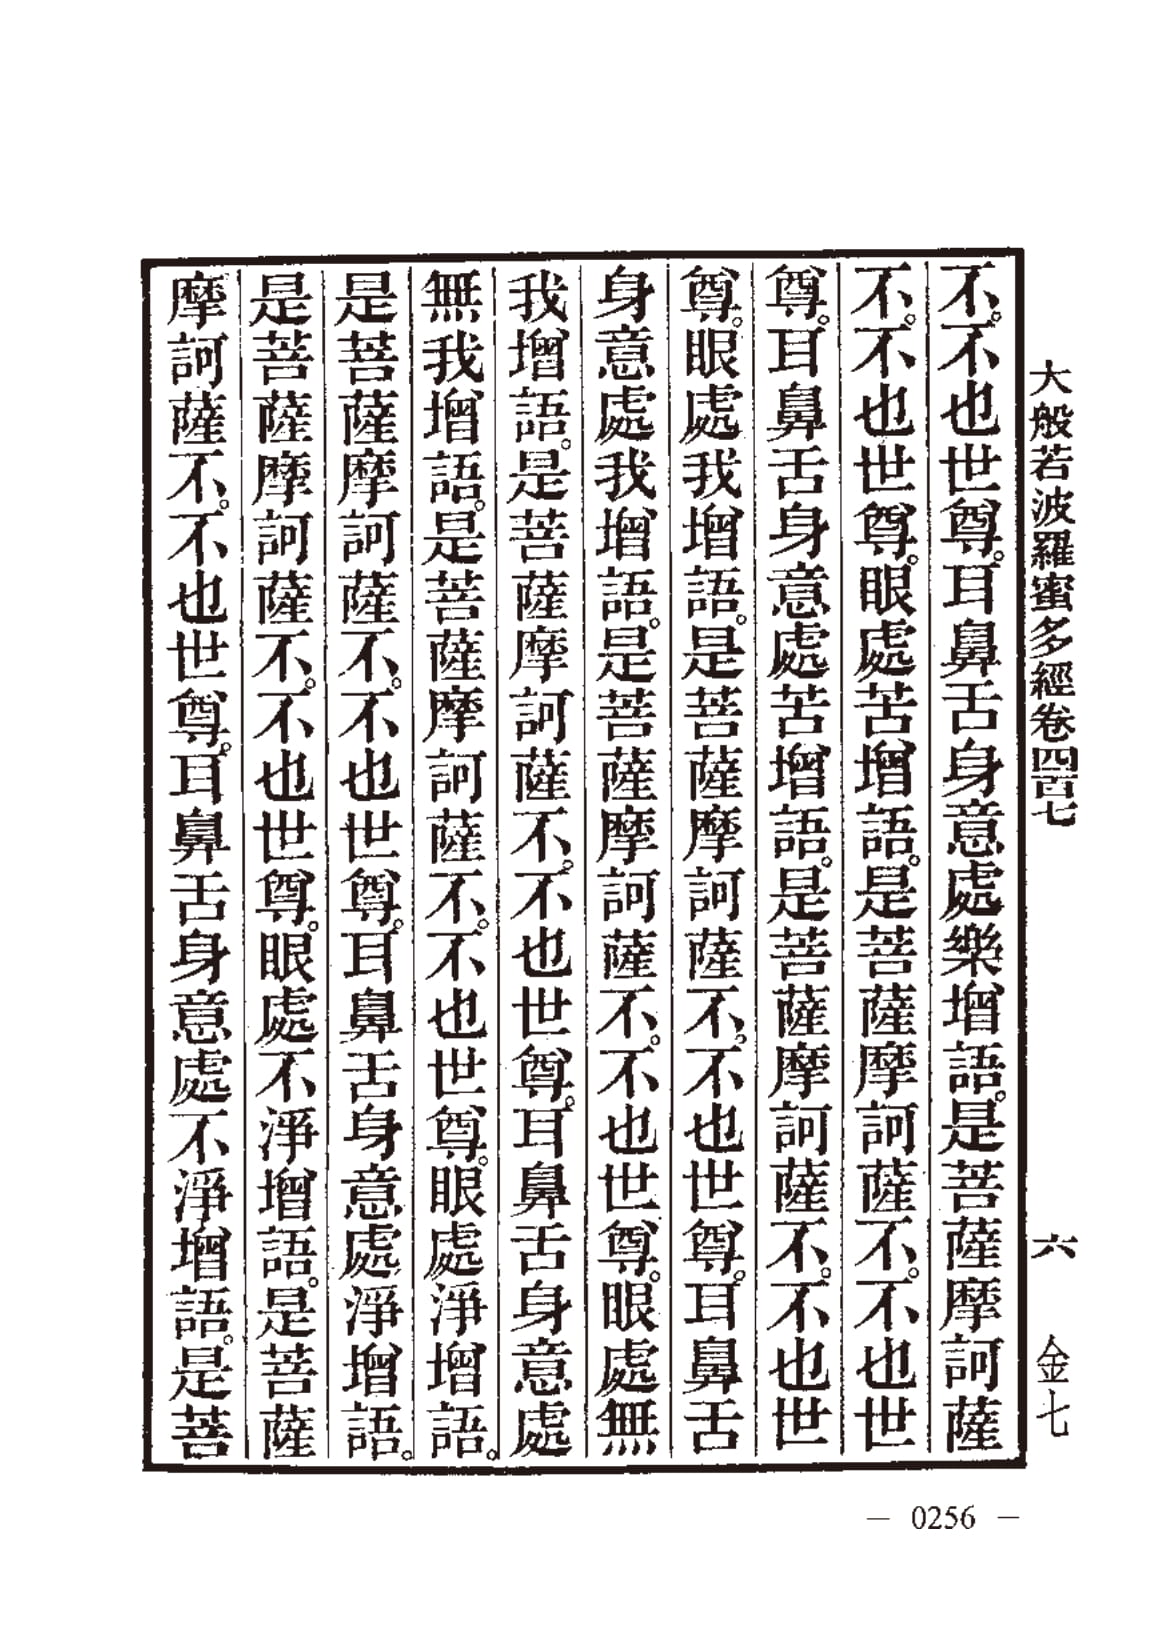 大般若波羅蜜多經卷四百七 六 金七
不。不也世尊。耳鼻舌身意處樂增語。是菩薩摩訶薩
不。不也世尊。眼處苦增語。是菩薩摩訶薩不。不也世
尊。耳鼻舌身意處苦增語。是菩薩摩訶薩不。不也世
尊。眼處我增語。是菩薩摩訶薩不。不也世尊。耳鼻舌
身意處我增語。是菩薩摩訶薩不。不也世尊。眼處無
我增語。是菩薩摩訶薩不。不也世尊。耳鼻舌身意處
無我增語。是菩薩摩訶薩不。不也世尊。眼處淨增語。
是菩薩摩訶薩不。不也世尊。耳鼻舌身意處淨增語。
是菩薩摩訶薩不。不也世尊。眼處不淨增語。是菩薩
摩訶薩不。不也世尊。耳鼻舌身意處不淨增語。是菩
— 0256 —